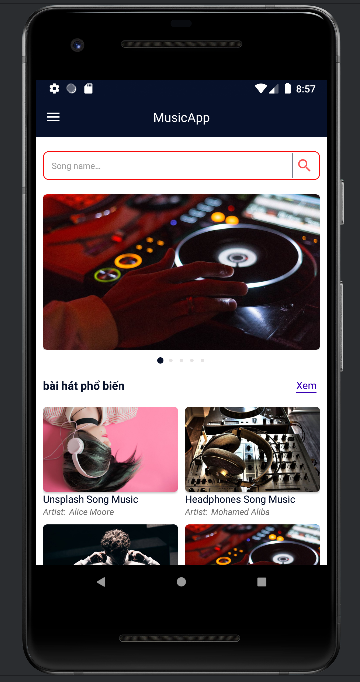 8:57
MusicApp
Song name...
bài hát phổ biến
Xem
Unsplash Song Music
Headphones Song Music
Artist: Alice Moore
Artist: Mohamed Aliba